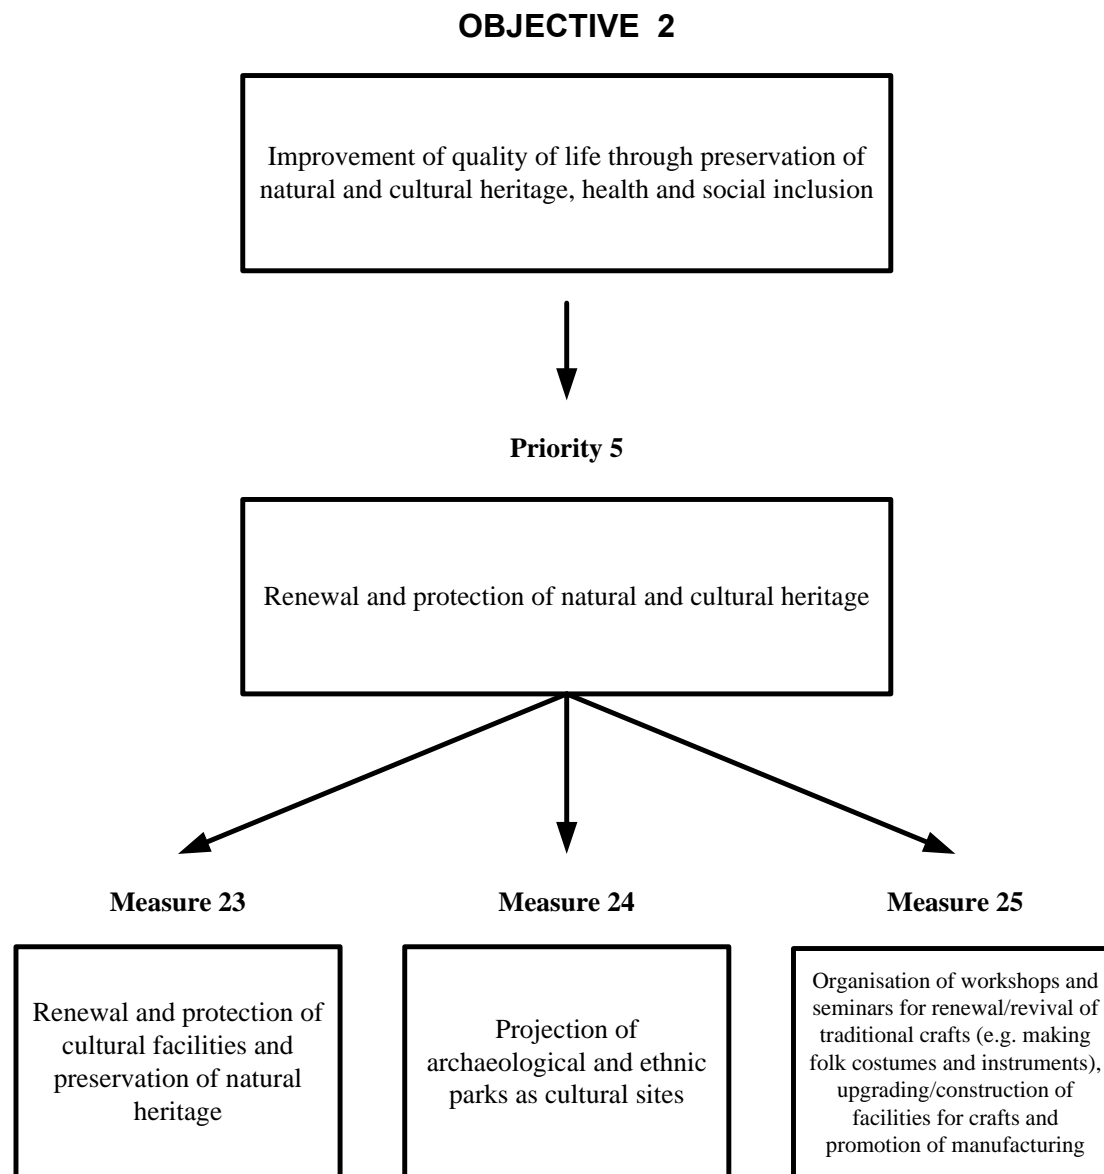 OBJECTIVE 2
Improvement of quality of life through preservation of
natural and cultural heritage, health and social inclusion
Priority 5
Renewal and protection of natural and cultural heritage
Measure 23
Measure 24
Measure 25
Renewal and protection of
cultural facilities and
preservation of natural
heritage
Projection of
archaeological and ethnic
parks as cultural sites
Organisation of workshops and
seminars for renewal/revival of
traditional crafts (e.g. making
folk costumes and instruments),
upgrading/construction of
facilities for crafts and
promotion of manufacturing